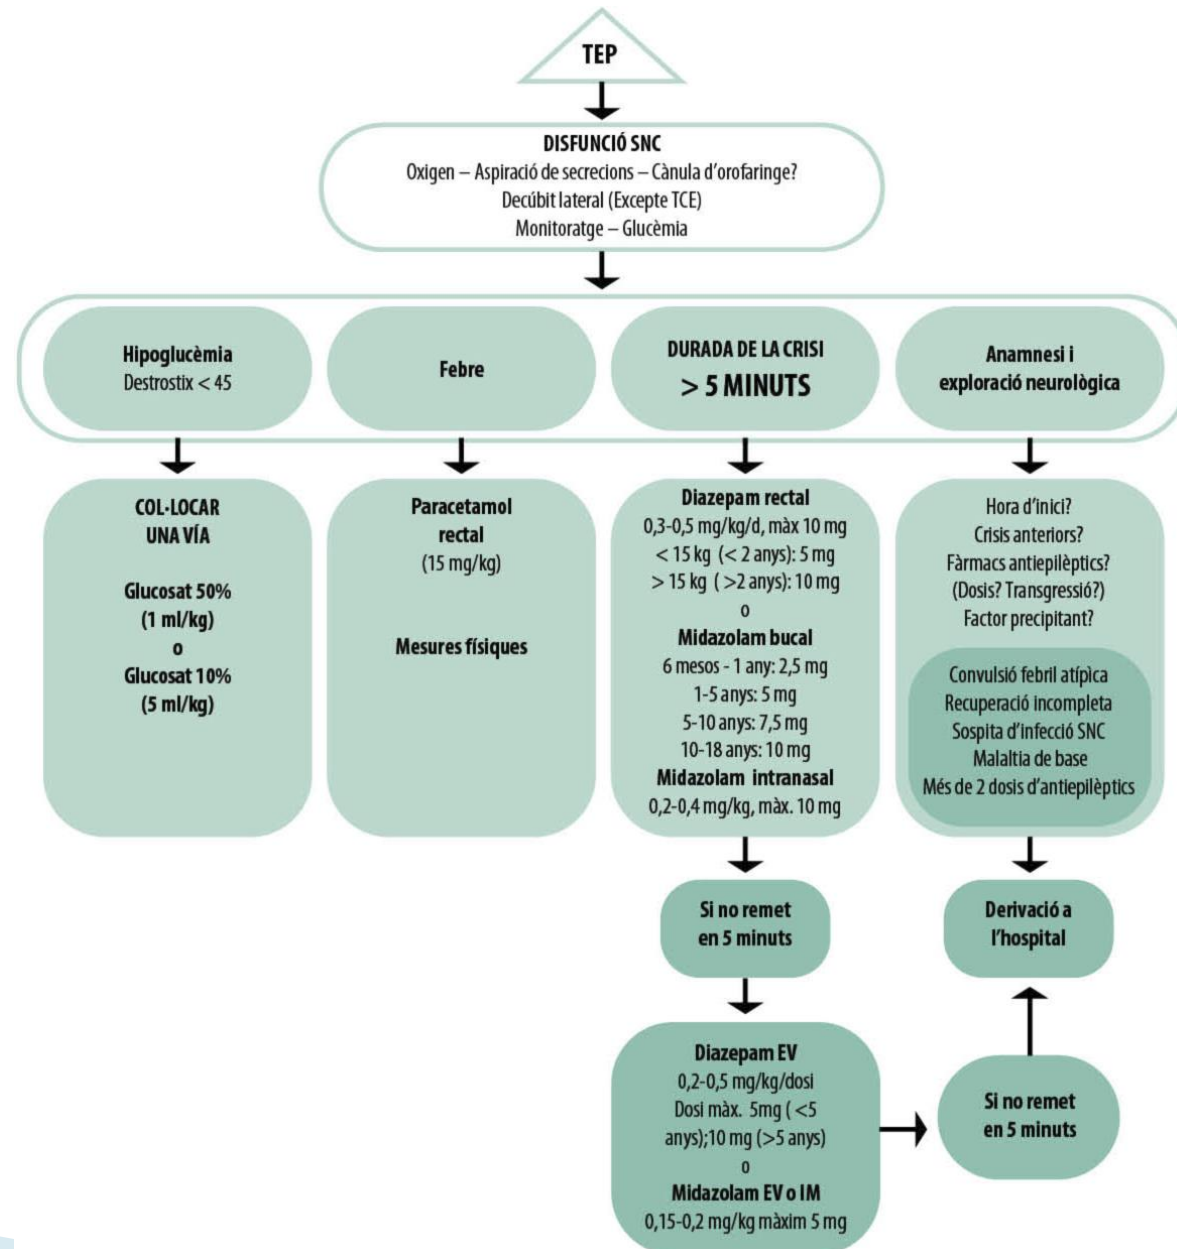 TEP
DISFUNCIÓ SNC
Oxigen – Aspiració de secrecions – Cànula d'orofaringe?
Decúbit lateral (Excepte TCE)
Monitoratge – Glucèmia
Hipoglucèmia
Destrostix < 45
Febre
DURADA DE LA CRISI
> 5 MINUTS
Anamnesi i
exploració neurològica
COL·LOCAR
UNA VÍA
Glucosat 50%
(1 ml/kg)
o
Glucosat 10%
(5 ml/kg)
Paracetamol
rectal
(15 mg/kg)
Mesures físiques
Diazepam rectal
0,3-0,5 mg/kg/d, màx 10 mg
< 15 kg (< 2 anys): 5 mg
> 15 kg ( >2 anys): 10 mg
o
Midazolam bucal
6 mesos - 1 any: 2,5 mg
1-5 anys: 5 mg
5-10 anys: 7,5 mg
10-18 anys: 10 mg
Midazolam intranasal
0,2-0,4 mg/kg, màx. 10 mg
Hora d'inici?
Crisis anteriors?
Fàrmacs antiepilèptics?
(Dosis? Transgressió?)
Factor precipitant?
Convulsió febril atípica
Recuperació incompleta
Sospita d'infecció SNC
Malaltia de base
Més de 2 dosis d'antiepilèptics
Si no remet
en 5 minuts
Derivació a
l'hospital
Diazepam EV
0,2-0,5 mg/kg/dosi
Dosi màx. 5mg ( <5
anys);10 mg (>5 anys)
o
Midazolam EV o IM
0,15-0,2 mg/kg màxim 5 mg
Si no remet
en 5 minuts